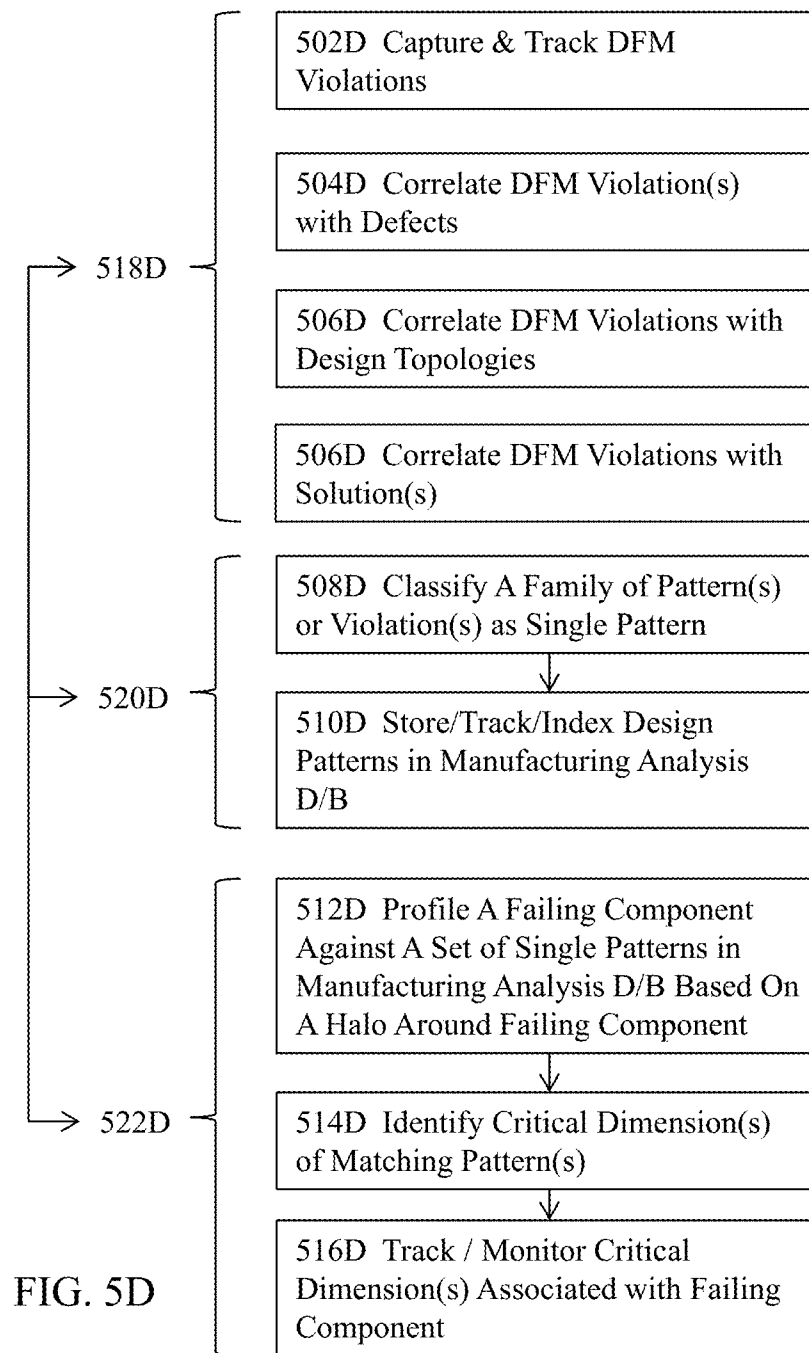 502D Capture & Track DFM
Violations
504D Correlate DFM Violation(s)
with Defects
518D
506D Correlate DFM Violations with
Design Topologies
506D Correlate DFM Violations with
Solution(s)
508D Classify A Family of Pattern(s)
or Violation(s) as Single Pattern
520D
510D Store/Track/Index Design
Patterns in Manufacturing Analysis
D/B
512D Profile A Failing Component
Against A Set of Single Patterns in
Manufacturing Analysis D/B Based On
A Halo Around Failing Component
522D
514D Identify Critical Dimension(s)
of Matching Pattern(s)
516D Track / Monitor Critical
Dimension(s) Associated with Failing
Component
FIG. 5D